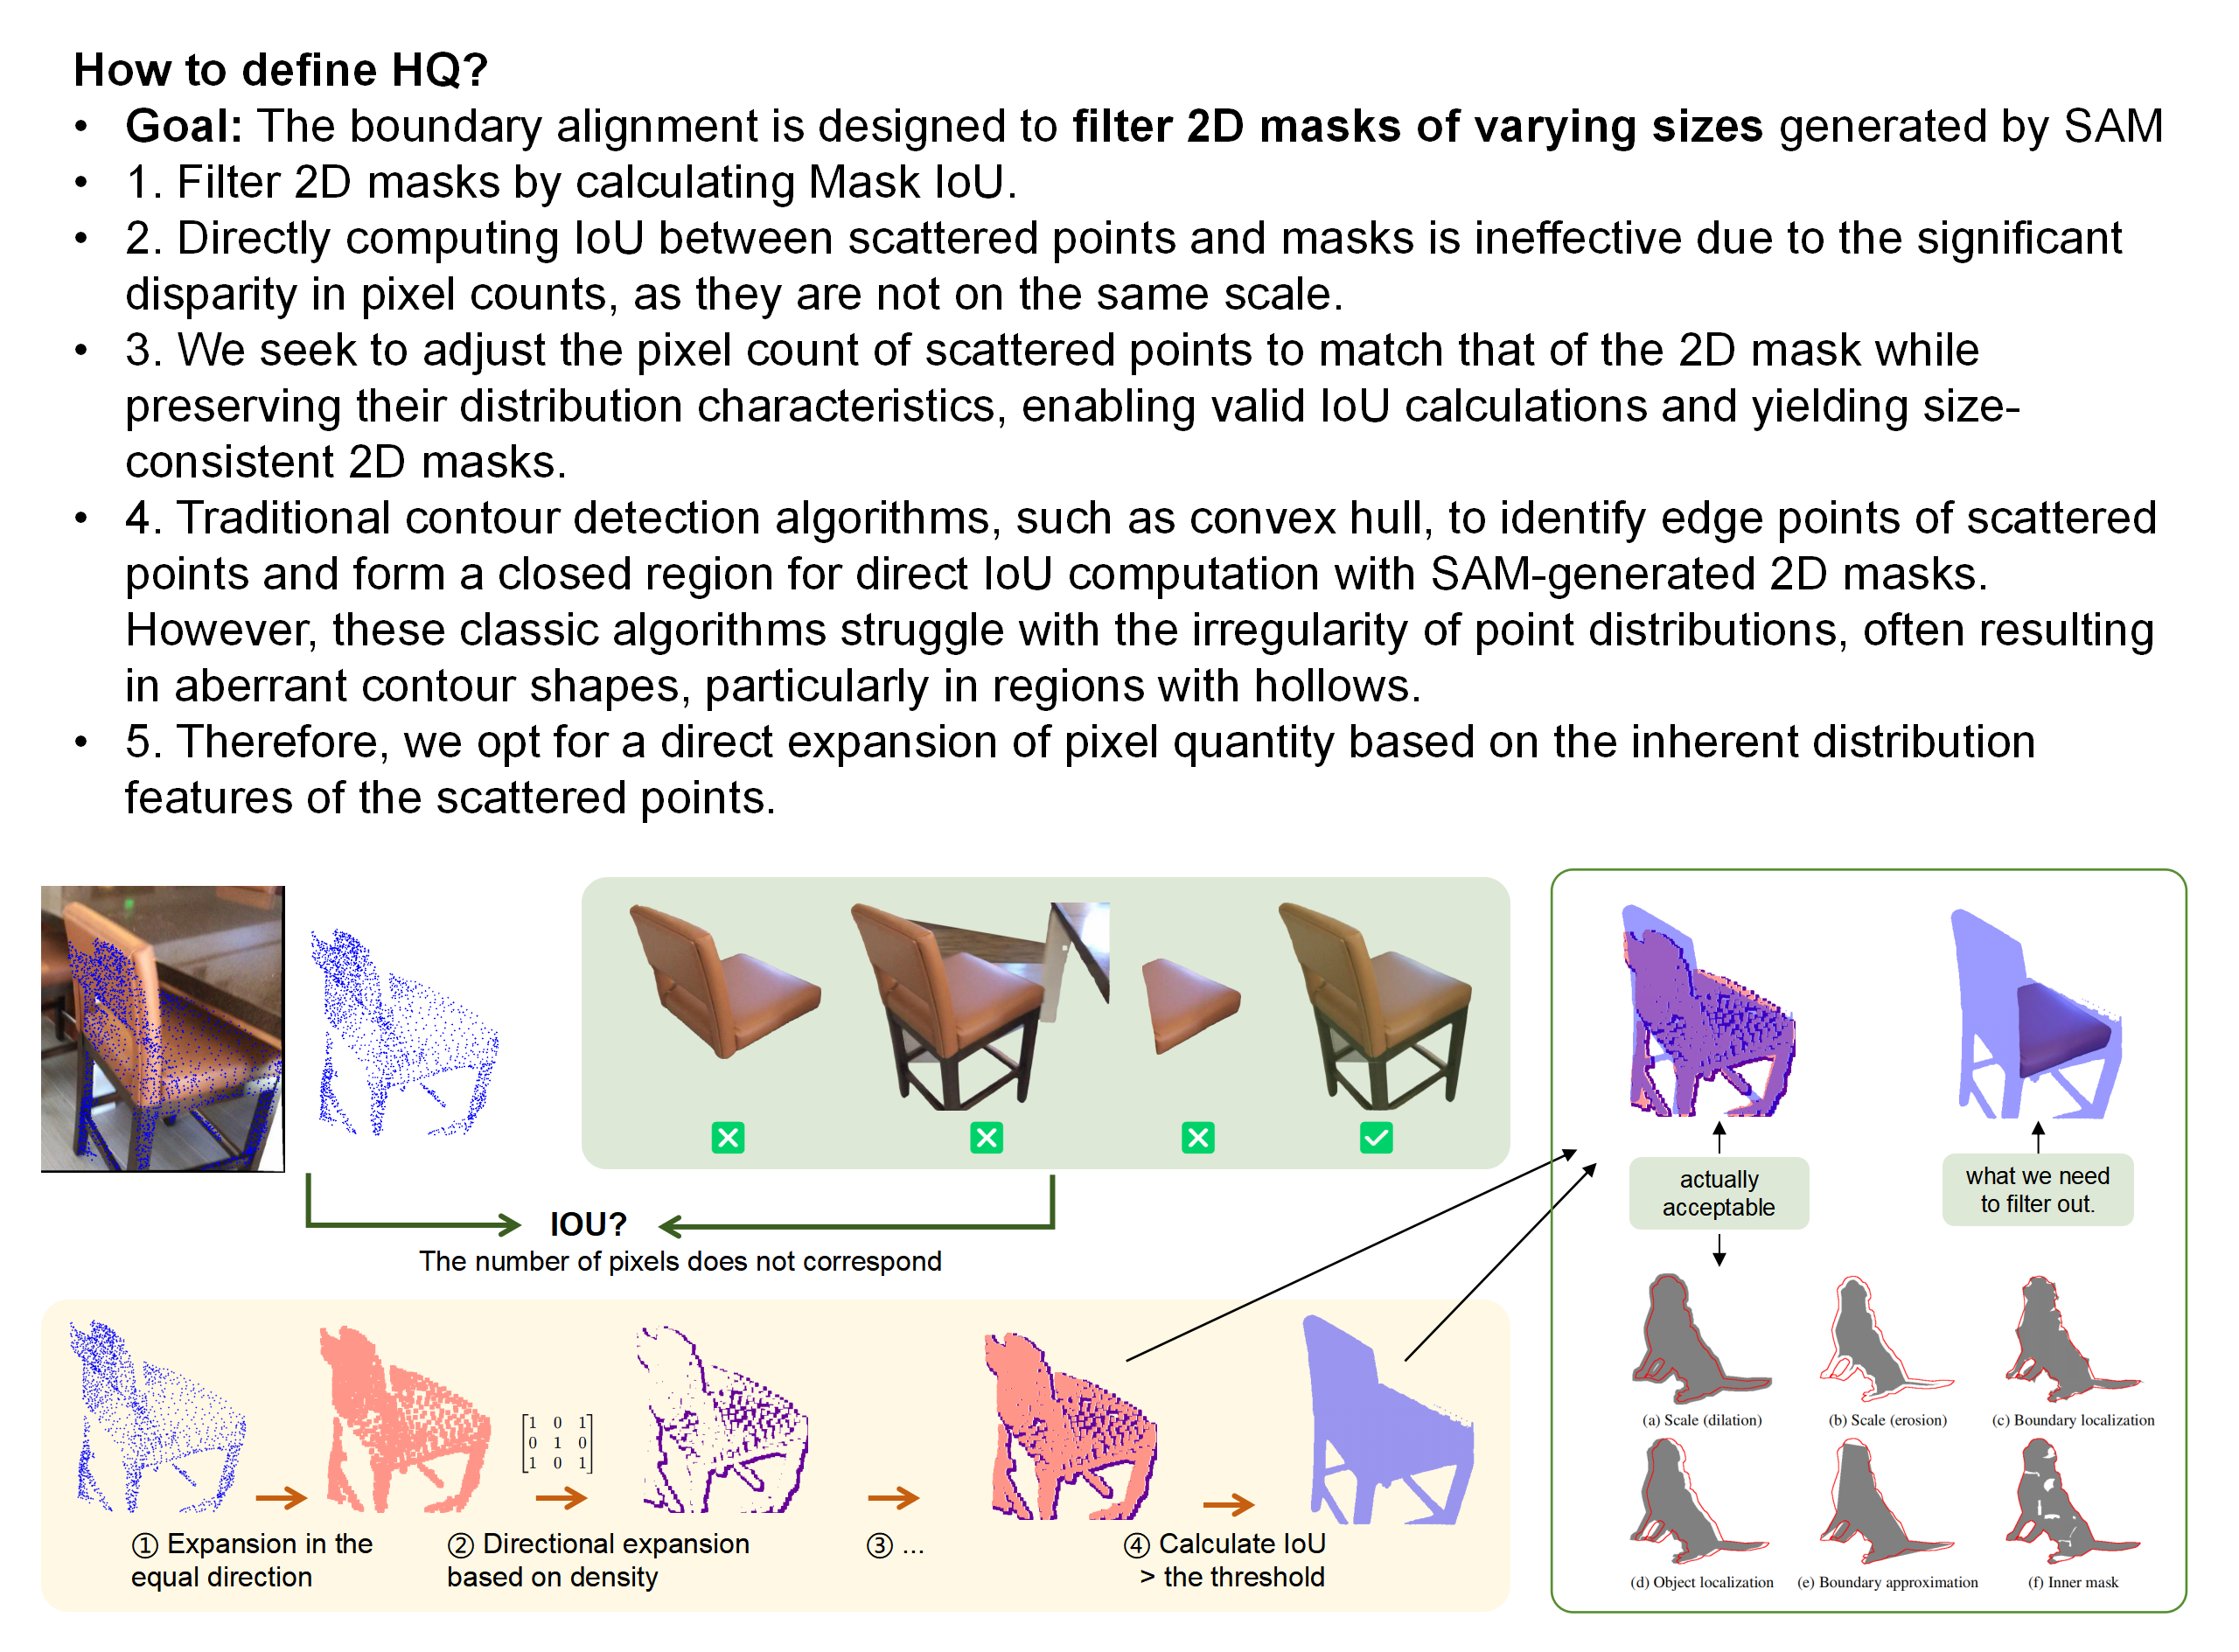 How to define HQ?
• Goal: The boundary alignment is designed to filter 2D masks of varying sizes generated by SAM
• 1. Filter 2D masks by calculating Mask IoU.
• 2. Directly computing IoU between scattered points and masks is ineffective due to the significant
disparity in pixel counts, as they are not on the same scale.
• 3. We seek to adjust the pixel count of scattered points to match that of the 2D mask while
preserving their distribution characteristics, enabling valid IoU calculations and yielding size-
consistent 2D masks.
• 4. Traditional contour detection algorithms, such as convex hull, to identify edge points of scattered
points and form a closed region for direct IoU computation with SAM-generated 2D masks.
However, these classic algorithms struggle with the irregularity of point distributions, often resulting
in aberrant contour shapes, particularly in regions with hollows.
• 5. Therefore, we opt for a direct expansion of pixel quantity based on the inherent distribution
features of the scattered points.
IOU?
The number of pixels does not correspond
1 0 1
0 1 0
1 0 1
① Expansion in the
equal direction
② Directional expansion
based on density
③ ...
④ Calculate IoU
> the threshold
actually
acceptable
what we need
to filter out.
(a) Scale (dilation)
(b) Scale (erosion)
(c) Boundary localization
(d) Object localization
(e) Boundary approximation
(f) Inner mask